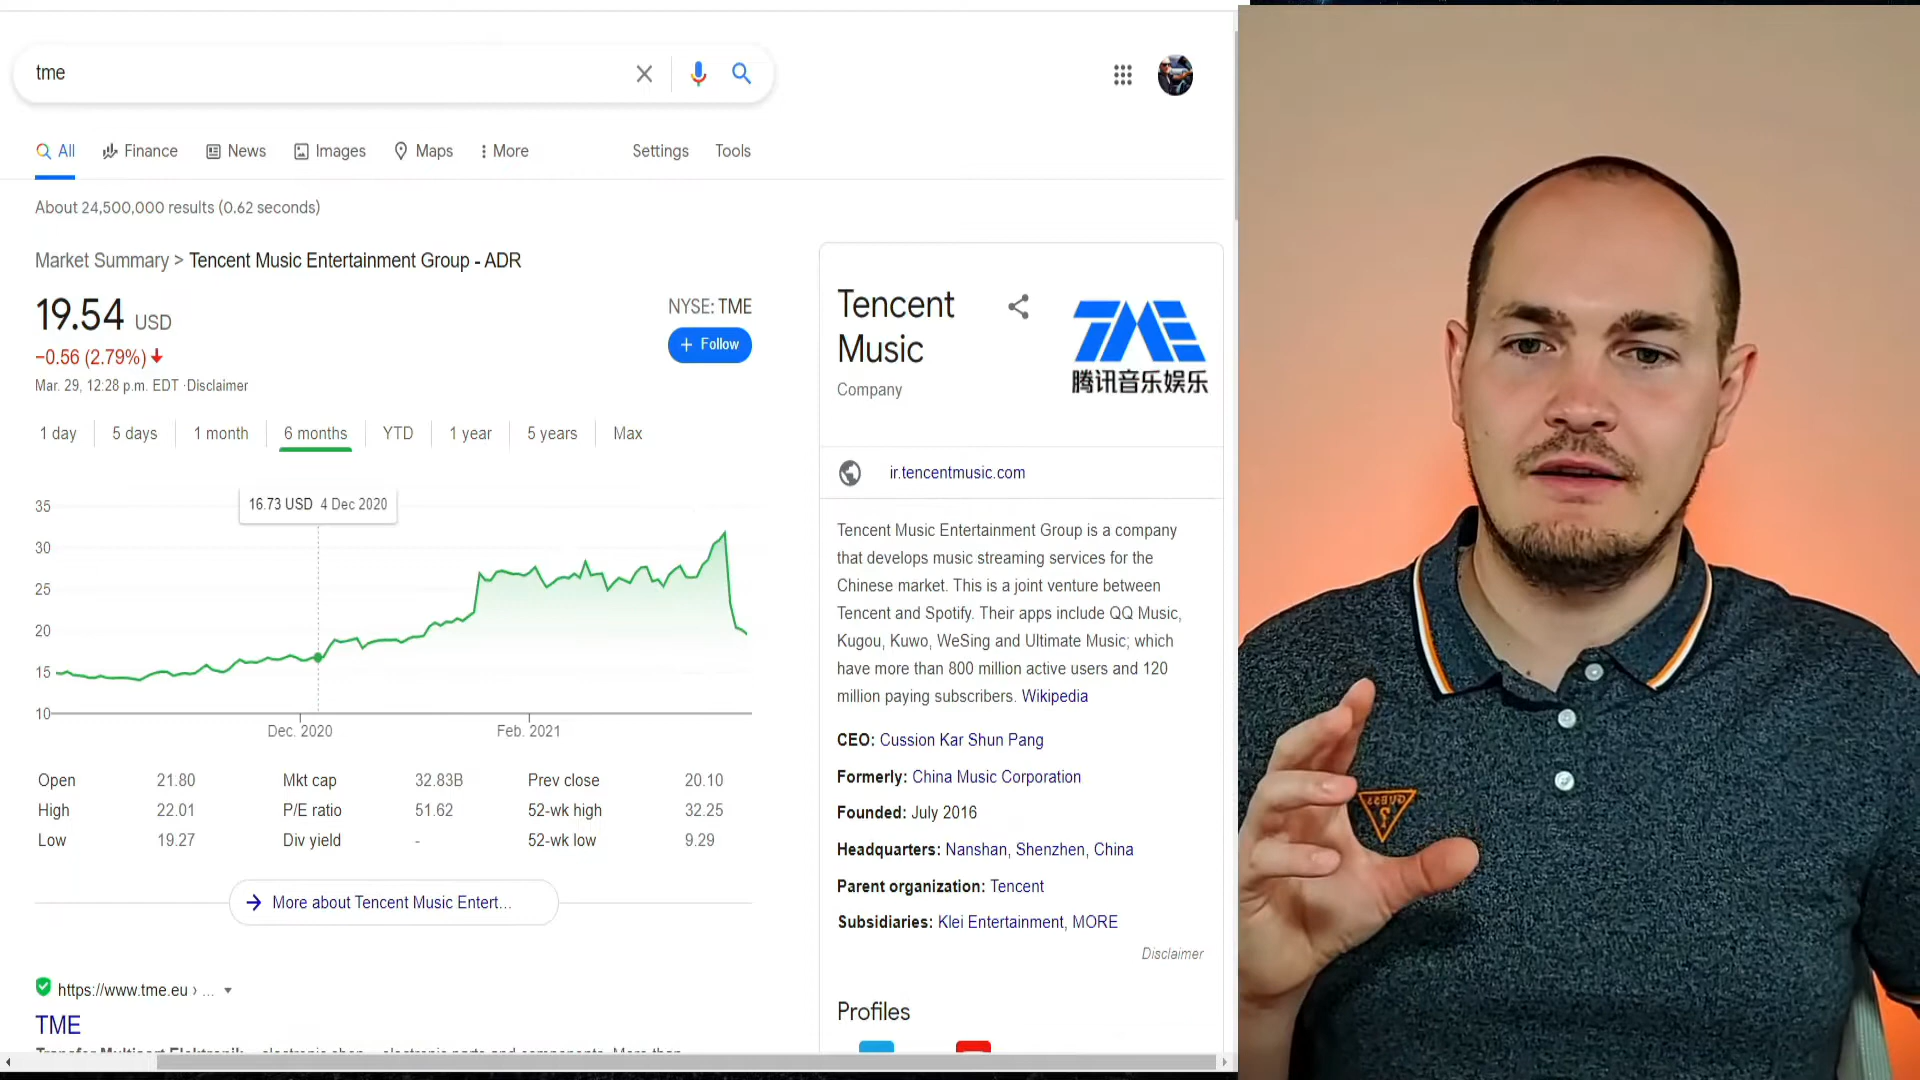 tme
All
Finance
News
Images
Maps
More
Settings
Tools
About 24,500,000 results (0.62 seconds)
Market Summary > Tencent Music Entertainment Group - ADR
19.54 USD
NYSE: TME
−0.56 (2.79%)
+ Follow
Mar. 29, 12:28 p.m. EDT ·Disclaimer
1 day
5 days
1 month
6 months
YTD
1 year
5 years
Max
16.73 USD 4 Dec 2020
35
30
25
20
15
10
Dec. 2020
Feb. 2021
Open 21.80 Mkt cap 32.83B Prev close 20.10
High 22.01 P/E ratio 51.62 52-wk high 32.25
Low 19.27 Div yield - 52-wk low 9.29
More about Tencent Music Entert...
https://www.tme.eu › ...
TME
Tencent
Music
Company
TME
腾讯音乐娱乐
ir.tencentmusic.com
Tencent Music Entertainment Group is a company
that develops music streaming services for the
Chinese market. This is a joint venture between
Tencent and Spotify. Their apps include QQ Music,
Kugou, Kuwo, WeSing and Ultimate Music; which
have more than 800 million active users and 120
million paying subscribers. Wikipedia
CEO: Cussion Kar Shun Pang
Formerly: China Music Corporation
Founded: July 2016
Headquarters: Nanshan, Shenzhen, China
Parent organization: Tencent
Subsidiaries: Klei Entertainment, MORE
Disclaimer
Profiles
GUESS
?